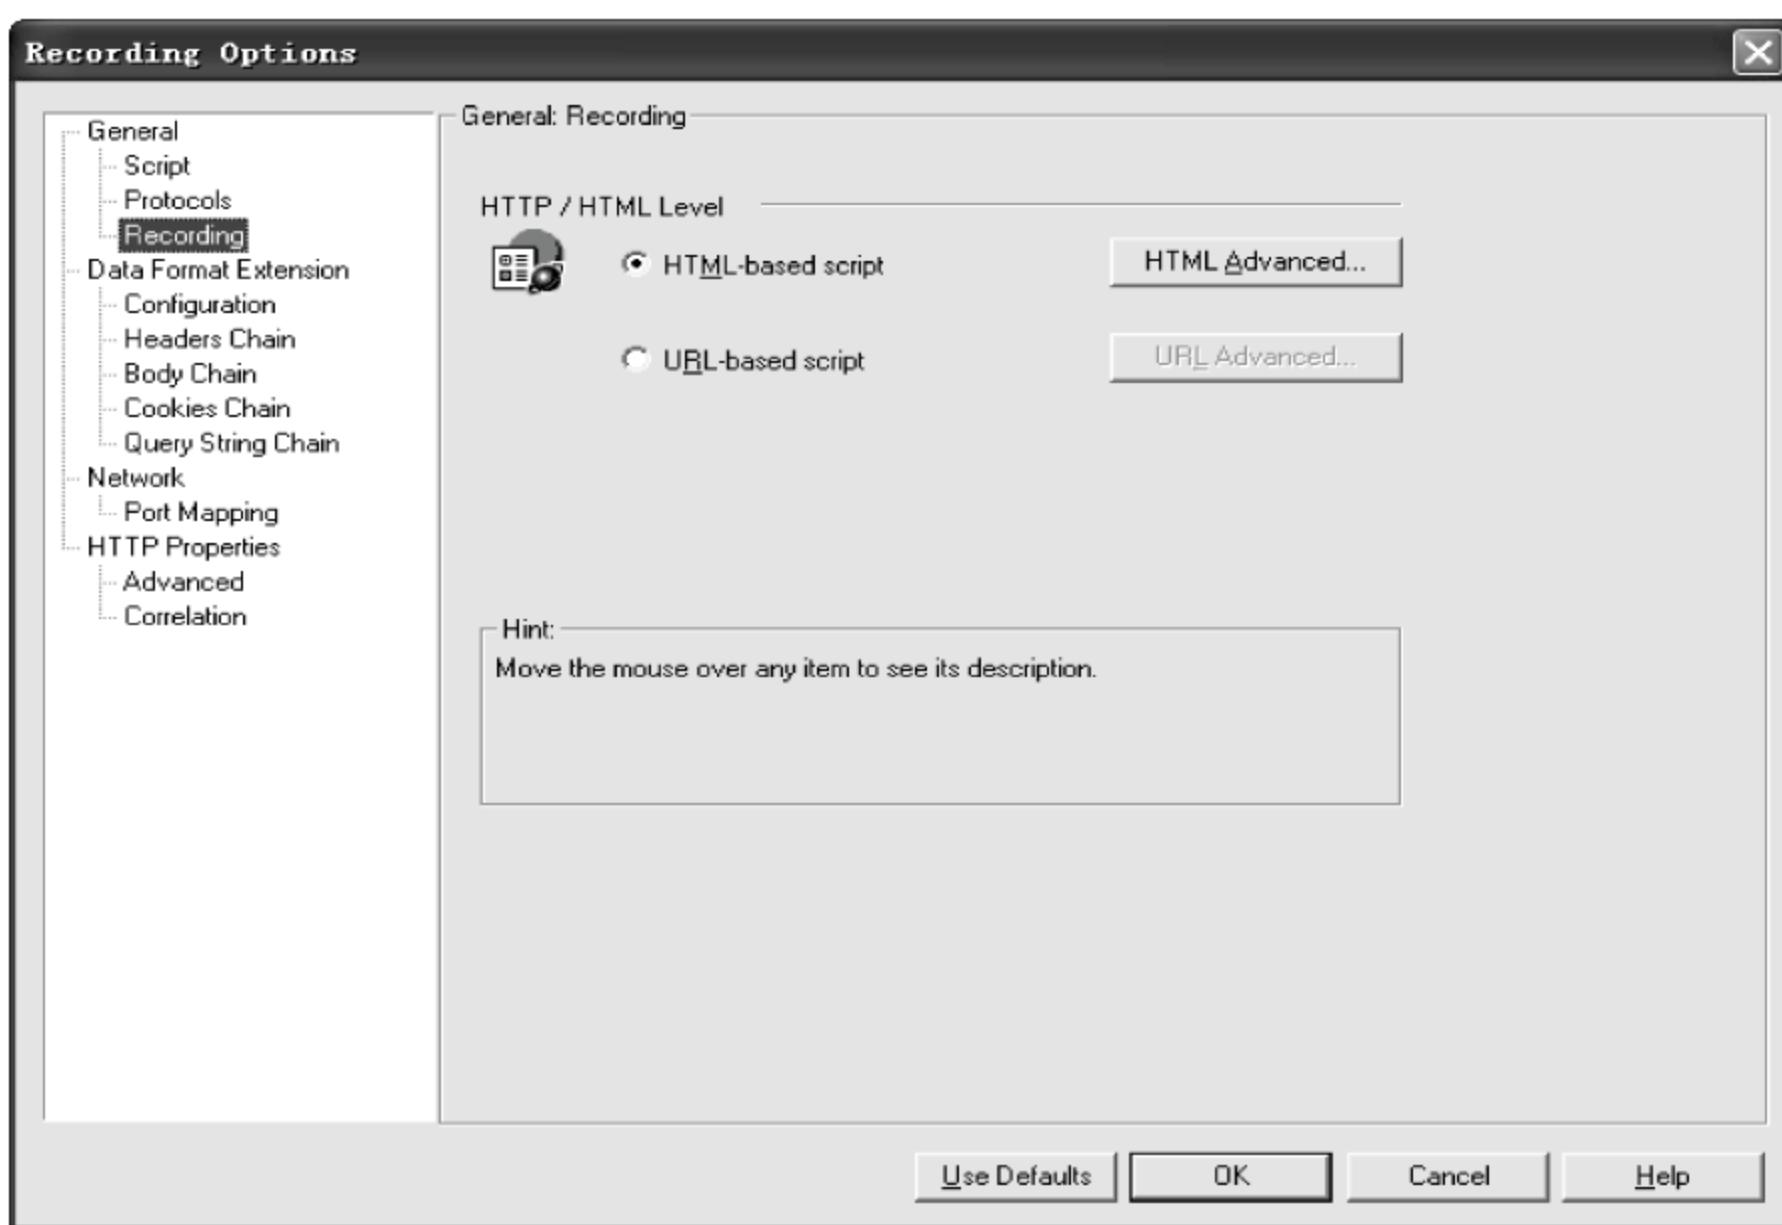 Recording Options
General
Script
Protocols
Recording
Data Format Extension
Configuration
Headers Chain
Body Chain
Cookies Chain
Query String Chain
Network
Port Mapping
HTTP Properties
Advanced
Correlation
General: Recording
HTTP / HTML Level
HTML-based script
HTML Advanced...
URL-based script
URL Advanced...
Hint:
Move the mouse over any item to see its description.
Use Defaults
OK
Cancel
Help